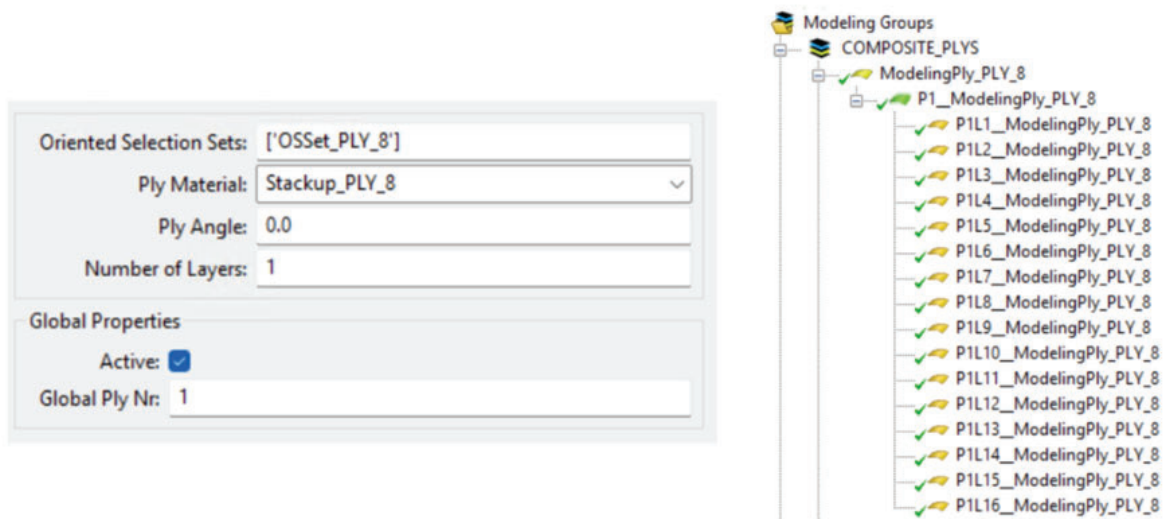 Oriented Selection Sets: ['OSSet_PLY_8']
Ply Material: Stackup_PLY_8
Ply Angle: 0.0
Number of Layers: 1
Global Properties
Active:
Global Ply Nr: 1
Modeling Groups
COMPOSITE_PLYS
ModelingPly_PLY_8
P1__ModelingPly_PLY_8
P1L1__ModelingPly_PLY_8
P1L2__ModelingPly_PLY_8
P1L3__ModelingPly_PLY_8
P1L4__ModelingPly_PLY_8
P1L5__ModelingPly_PLY_8
P1L6__ModelingPly_PLY_8
P1L7__ModelingPly_PLY_8
P1L8__ModelingPly_PLY_8
P1L9__ModelingPly_PLY_8
P1L10__ModelingPly_PLY_8
P1L11__ModelingPly_PLY_8
P1L12__ModelingPly_PLY_8
P1L13__ModelingPly_PLY_8
P1L14__ModelingPly_PLY_8
P1L15__ModelingPly_PLY_8
P1L16__ModelingPly_PLY_8